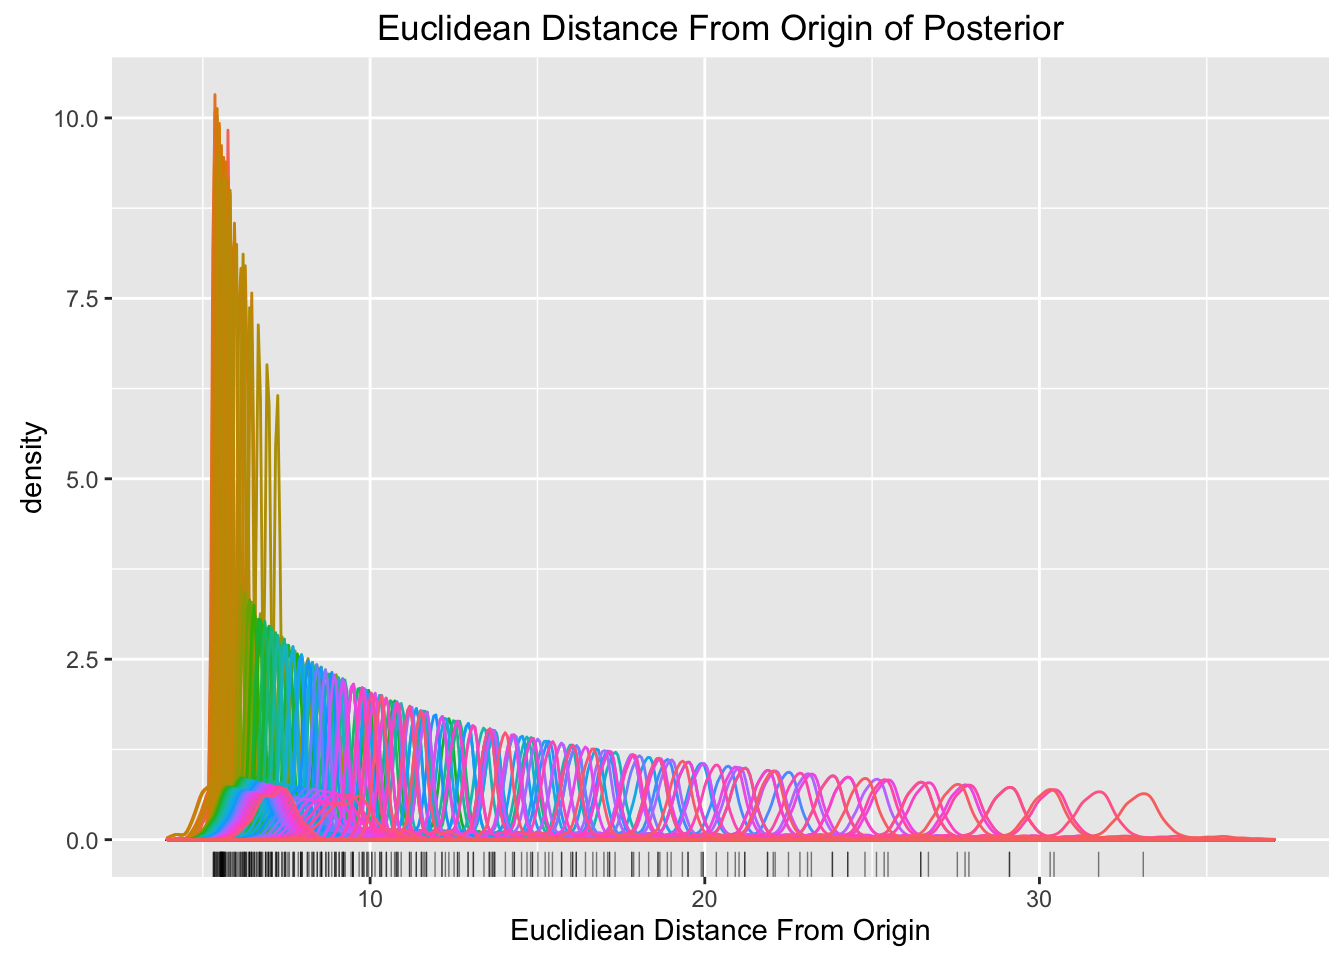 Euclidean Distance From Origin of Posterior
10.0
7.5
5.0
2.5
0.0
density
10
20
30
Euclidiean Distance From Origin